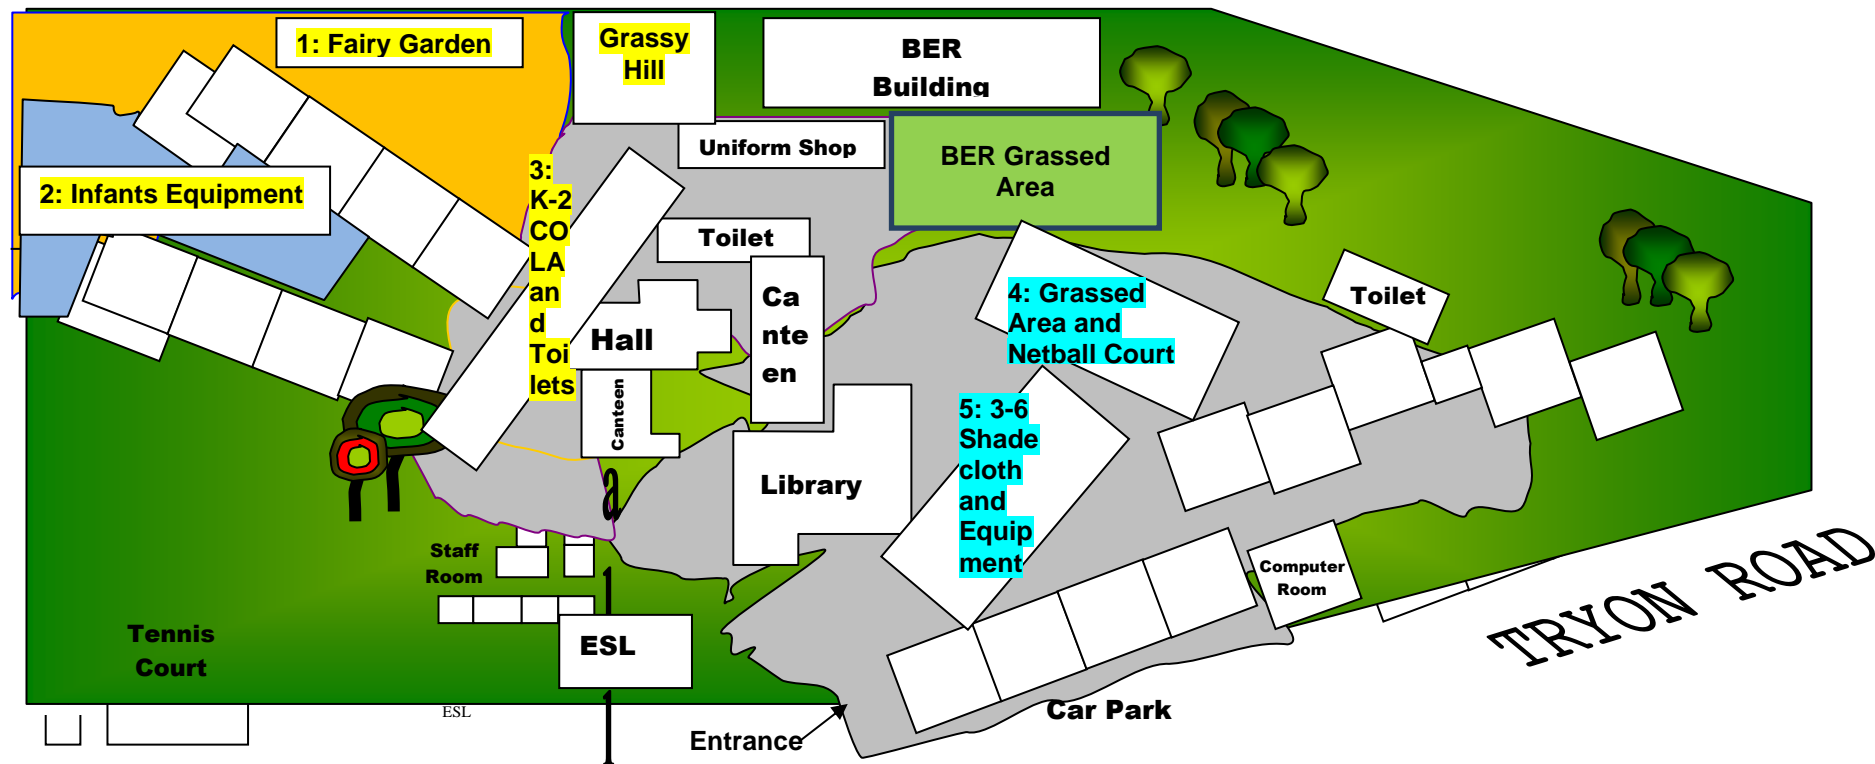 1: Fairy Garden
Grassy
Hill
BER
Building
Uniform Shop
BER Grassed
Area
2: Infants Equipment
3:
K-2
CO
LA
an
d
Toi
lets
Toilet
Ca
nte
en
Hall
Canteen
4: Grassed
Area and
Netball Court
Toilet
5: 3-6
Shade
cloth
and
Equip
ment
Library
a
Staff
Room
Computer
Room
TRYON ROAD
Tennis
Court
ESL
ESL
Car Park
Entrance